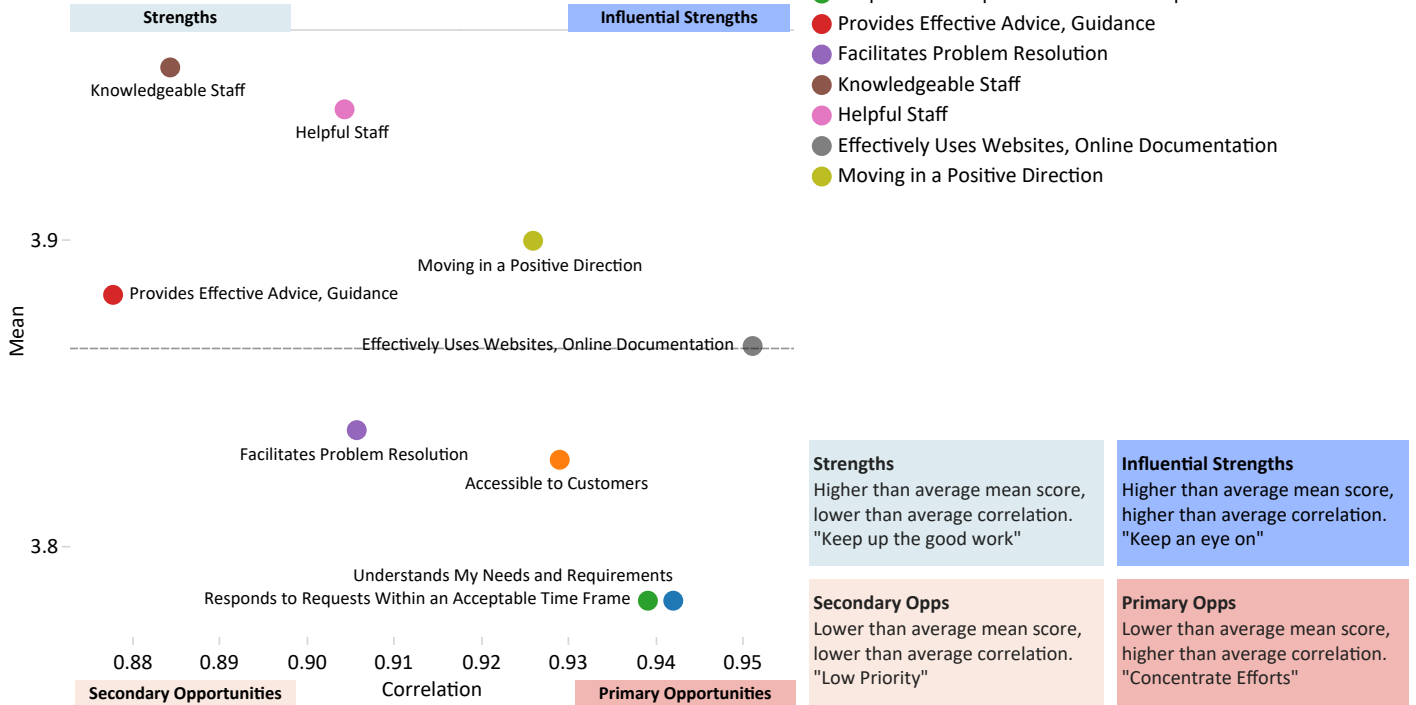 Strengths
Influential Strengths
Provides Effective Advice, Guidance
Facilitates Problem Resolution
Knowledgeable Staff
Helpful Staff
Effectively Uses Websites, Online Documentation
Moving in a Positive Direction
Knowledgeable Staff
Helpful Staff
3.9
Moving in a Positive Direction
Provides Effective Advice, Guidance
Mean
Effectively Uses Websites, Online Documentation
Facilitates Problem Resolution
Accessible to Customers
3.8
Understands My Needs and Requirements
Responds to Requests Within an Acceptable Time Frame
0.88 0.89 0.90 0.91 0.92 0.93 0.94 0.95
Correlation
Secondary Opportunities
Primary Opportunities
Strengths
Higher than average mean score,
lower than average correlation.
"Keep up the good work"
Influential Strengths
Higher than average mean score,
higher than average correlation.
"Keep an eye on"
Secondary Opps
Lower than average mean score,
lower than average correlation.
"Low Priority"
Primary Opps
Lower than average mean score,
higher than average correlation.
"Concentrate Efforts"